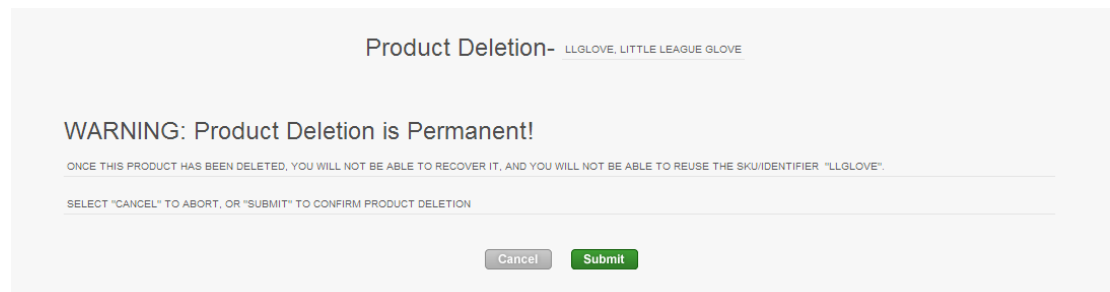 Product Deletion- LLGLOVE, LITTLE LEAGUE GLOVE
WARNING: Product Deletion is Permanent!
ONCE THIS PRODUCT HAS BEEN DELETED, YOU WILL NOT BE ABLE TO RECOVER IT, AND YOU WILL NOT BE ABLE TO REUSE THE SKU/IDENTIFIER "LLGLOVE".
SELECT "CANCEL" TO ABORT, OR "SUBMIT" TO CONFIRM PRODUCT DELETION
Cancel Submit